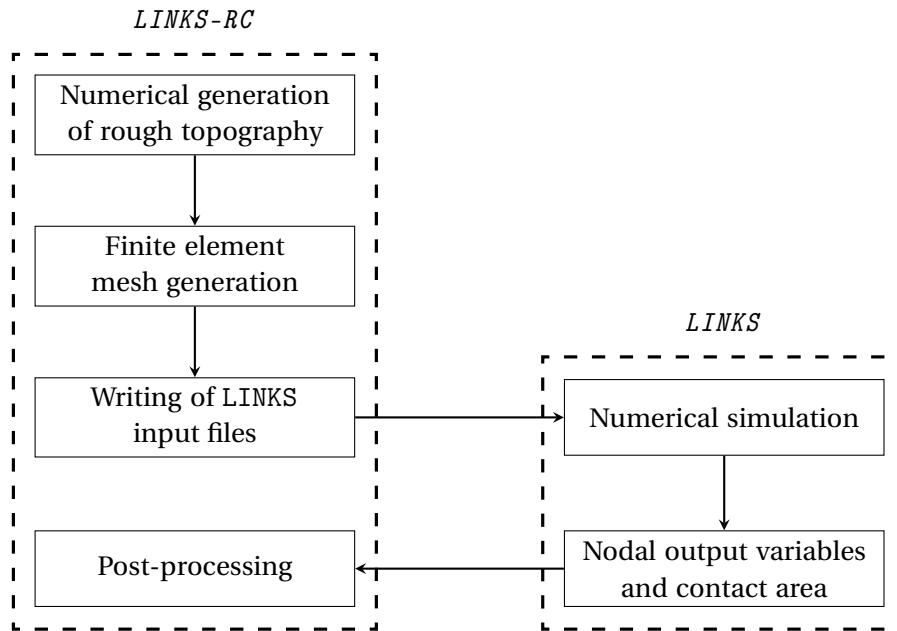 LINKS-RC
Numerical generation
of rough topography
Finite element
mesh generation
Writing of LINKS
input files
Post-processing
LINKS
Numerical simulation
Nodal output variables
and contact area